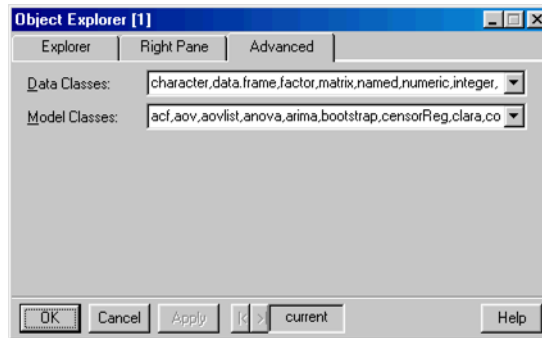 Object Explorer [1]
Explorer Right Pane Advanced
Data Classes: character,data.frame,factor,matrix,named,numeric,integer,
Model Classes: acf,aov,aovlist,anova,arima,bootstrap,censorReg,clara,co
OK Cancel Apply |< > current Help